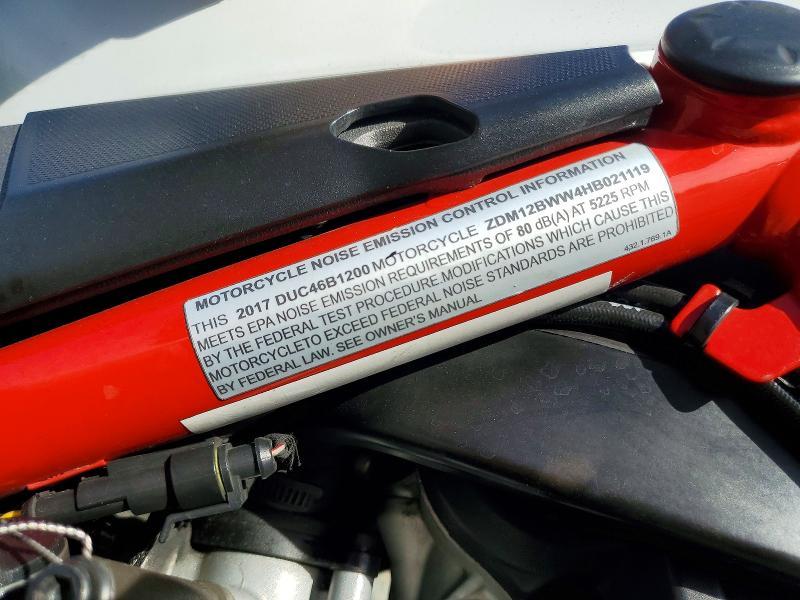 MOTORCYCLE NOISE EMISSION CONTROL INFORMATION
THIS 2017 DUC46B1200 MOTORCYCLE ZDM12BWW4HB021119
MEETS EPA NOISE EMISSION REQUIREMENTS OF 80 dB(A) AT 5225 RPM
BY THE FEDERAL TEST PROCEDURE. MODIFICATIONS WHICH CAUSE THIS
MOTORCYCLETO EXCEED FEDERAL NOISE STANDARDS ARE PROHIBITED
BY FEDERAL LAW. SEE OWNER'S MANUAL
432.1.769.1A